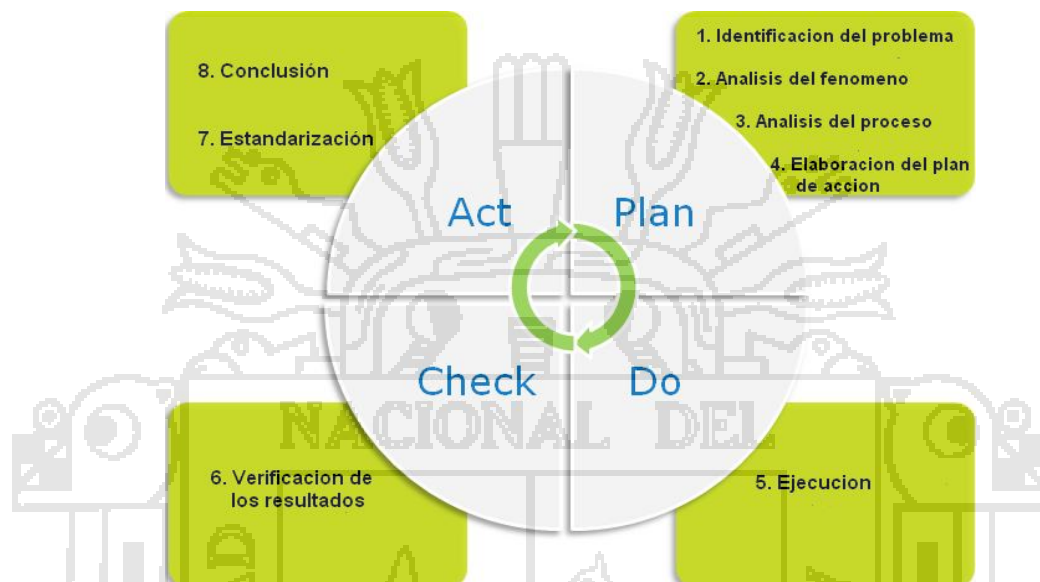 8. Conclusión
7. Estandarización
1. Identificacion del problema
2. Analisis del fenomeno
3. Analisis del proceso
4. Elaboracion del plan
de accion
Act
Plan
Check
Do
NACIONAL DEL
6. Verificacion de
los resultados
5. Ejecucion